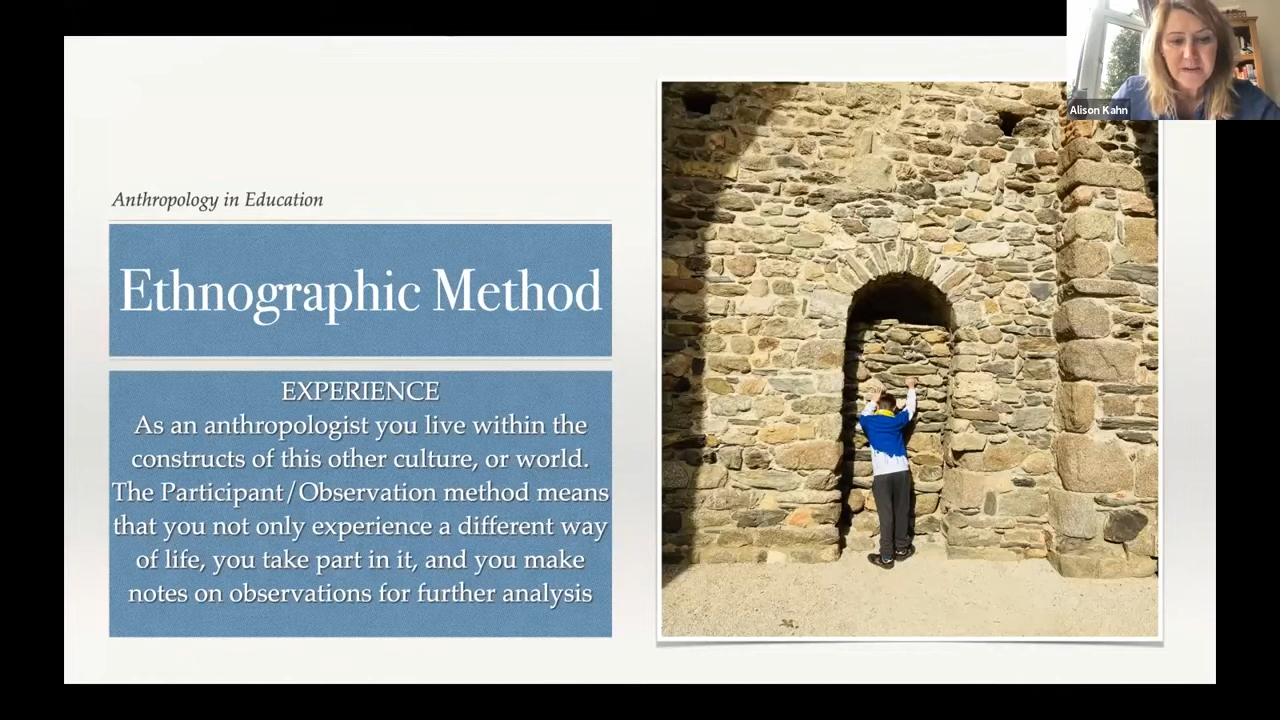 Alison Kahn
Anthropology in Education
Ethnographic Method
EXPERIENCE
As an anthropologist you live within the
constructs of this other culture, or world.
The Participant/Observation method means
that you not only experience a different way
of life, you take part in it, and you make
notes on observations for further analysis